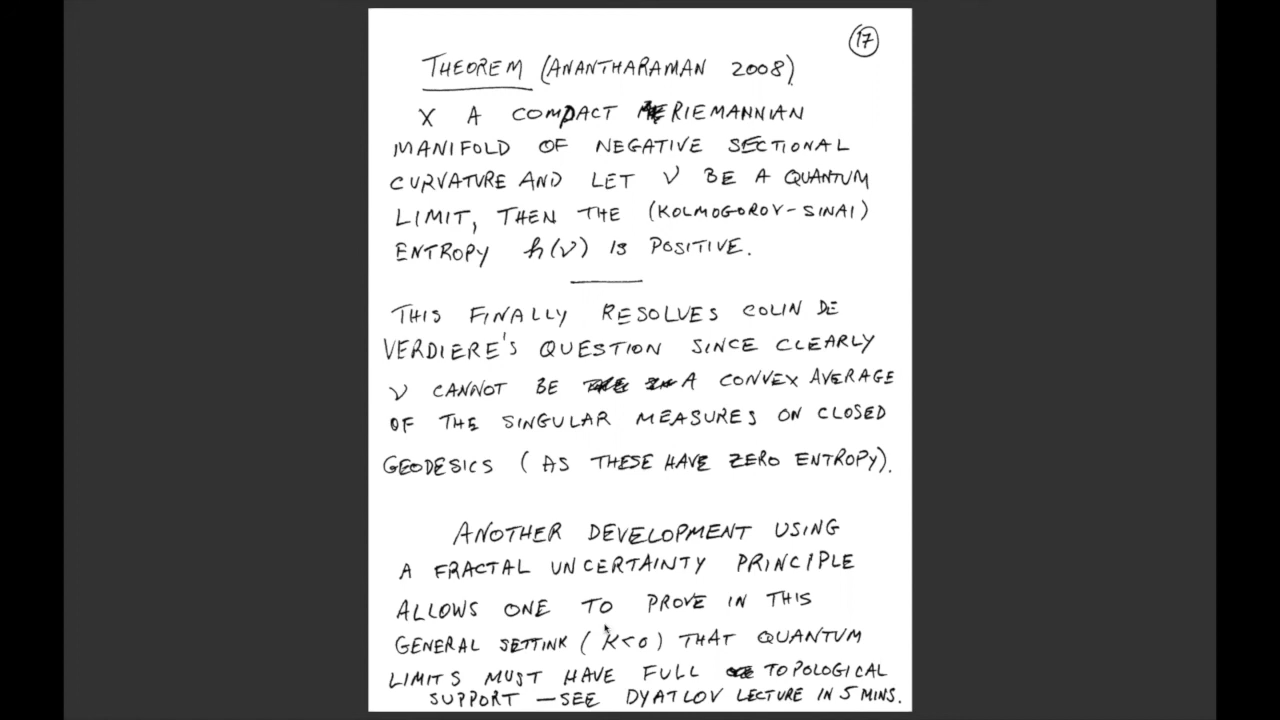 17
THEOREM (ANANTHARAMAN 2008)
X A COMPACT RIEMANNIAN
MANIFOLD OF NEGATIVE SECTIONAL
CURVATURE AND LET ν BE A QUANTUM
LIMIT, THEN THE (KOLMOGOROV-SINAI)
ENTROPY h(ν) IS POSITIVE.
THIS FINALLY RESOLVES COLIN DE
VERDIERE'S QUESTION SINCE CLEARLY
ν CANNOT BE A CONVEX AVERAGE
OF THE SINGULAR MEASURES ON CLOSED
GEODESICS (AS THESE HAVE ZERO ENTROPY).
ANOTHER DEVELOPMENT USING
A FRACTAL UNCERTAINTY PRINCIPLE
ALLOWS ONE TO PROVE IN THIS
GENERAL SETTINK (K<0) THAT QUANTUM
LIMITS MUST HAVE FULL TOPOLOGICAL
SUPPORT — SEE DYATLOV LECTURE IN 5 MINS.